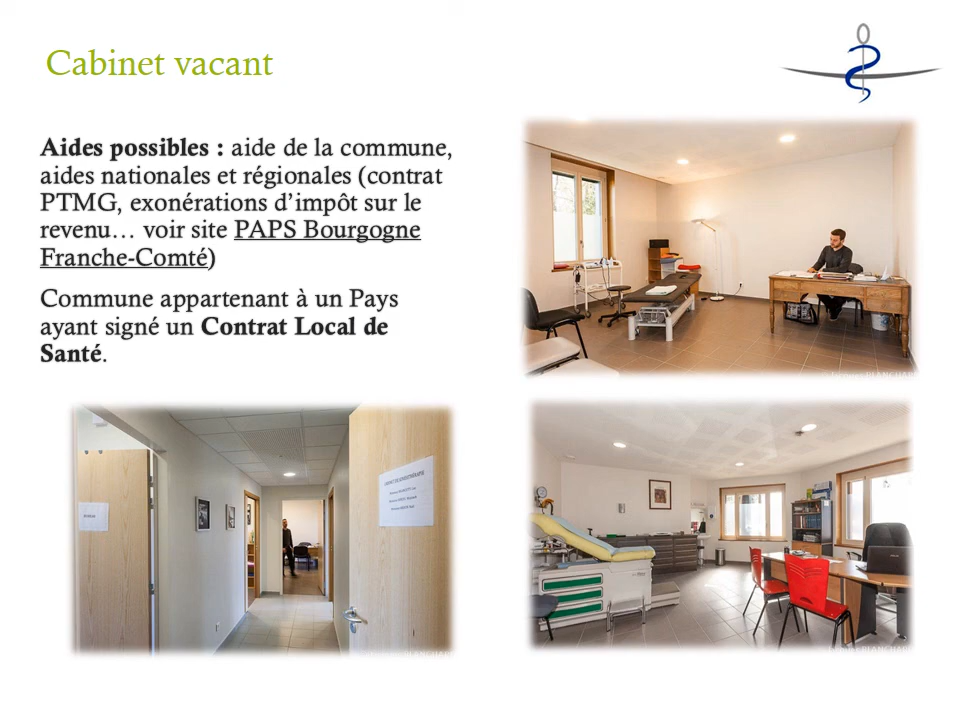 Cabinet vacant
Aides possibles : aide de la commune,
aides nationales et régionales (contrat
PTMG, exonérations d’impôt sur le
revenu… voir site PAPS Bourgogne
Franche-Comté)
Commune appartenant à un Pays
ayant signé un Contrat Local de
Santé.